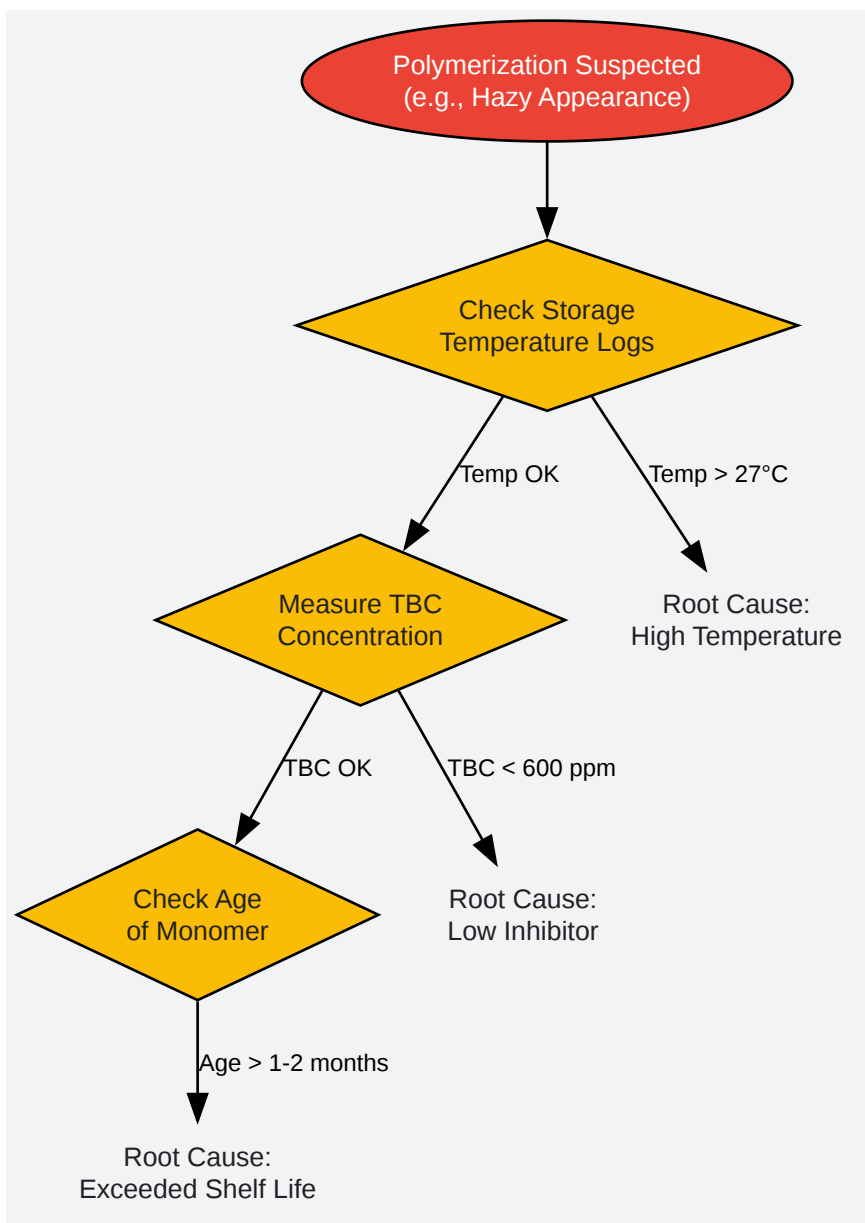 Polymerization Suspected
(e.g., Hazy Appearance)
Check Storage
Temperature Logs
Temp OK
Temp > 27°C
Measure TBC
Concentration
Root Cause:
High Temperature
TBC OK
TBC < 600 ppm
Check Age
of Monomer
Root Cause:
Low Inhibitor
Age > 1-2 months
Root Cause:
Exceeded Shelf Life